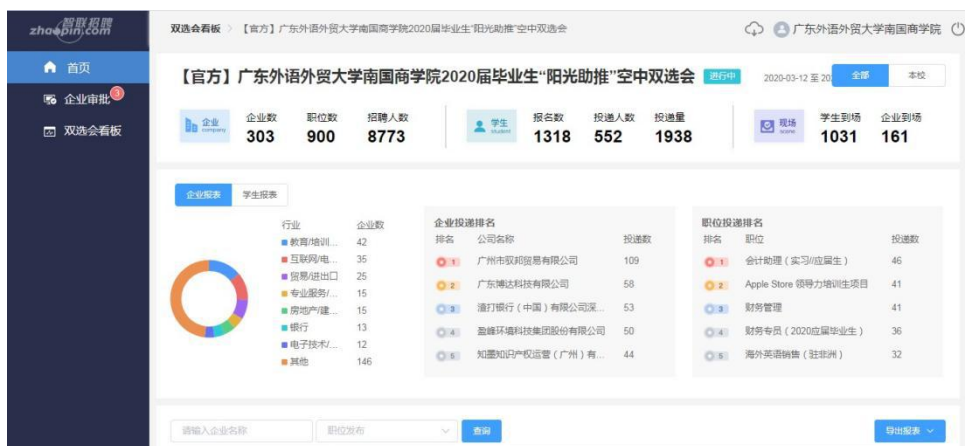 智联招聘
zhaopin.com
双选会看板 > 【官方】广东外语外贸大学南国商学院2020届毕业生“阳光助推”空中双选会
广东外语外贸大学南国商学院
首页
企业审批 3
双选会看板
【官方】广东外语外贸大学南国商学院2020届毕业生“阳光助推”空中双选会 进行中 2020-03-12 至 20 全部 本校
企业 company 企业数 303 职位数 900 招聘人数 8773
学生 student 报名数 1318 投递人数 552 投递量 1938
现场 scene 学生到场 1031 企业到场 161
企业报表 学生报表
行业 企业数
教育/培训... 42
互联网/电... 35
贸易/进出口 25
专业服务/... 15
房地产/建... 15
银行 13
电子技术/... 12
其他 146
企业投递排名
排名 公司名称 投递数
1 广州市驭邦贸易有限公司 109
2 广东博达科技有限公司 58
3 渣打银行（中国）有限公司深... 53
4 盈峰环境科技集团股份有限公司 50
5 知墨知识产权运营（广州）有... 44
职位投递排名
排名 职位 投递数
1 会计助理（实习//应届生） 46
2 Apple Store 领导力培训生项目 41
3 财务管理 41
4 财务专员（2020应届毕业生） 36
5 海外英语销售（驻非洲） 32
请输入企业名称 职位发布 查询 导出报表